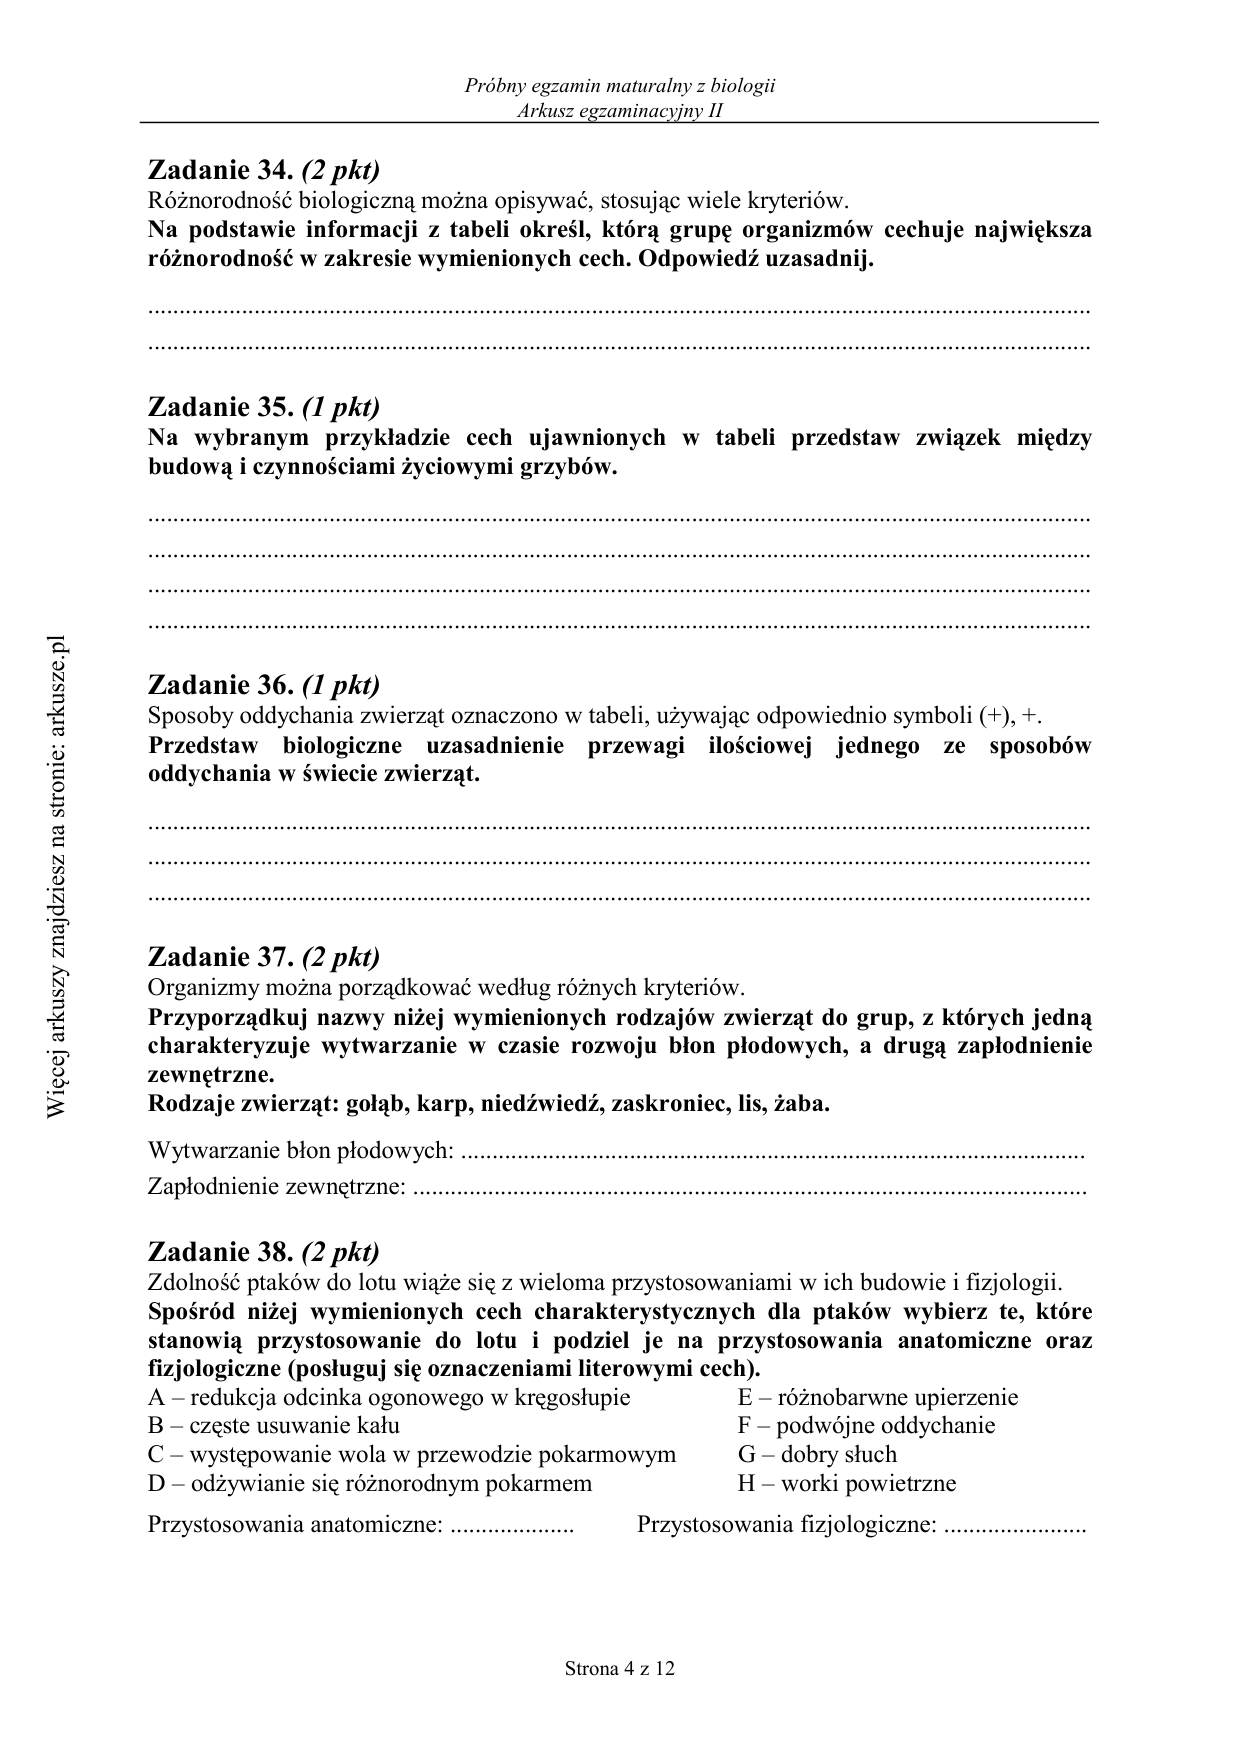 Próbny egzamin maturalny z biologii
Arkusz egzaminacyjny II
Zadanie 34. (2 pkt)
Różnorodność biologiczną można opisywać, stosując wiele kryteriów.
Na podstawie informacji z tabeli określ, którą grupę organizmów cechuje największa
różnorodność w zakresie wymienionych cech. Odpowiedź uzasadnij.
................................................................................
................................................................................
Zadanie 35. (1 pkt)
Na wybranym przykładzie cech ujawnionych w tabeli przedstaw związek między
budową i czynnościami życiowymi grzybów.
................................................................................
................................................................................
................................................................................
................................................................................
Zadanie 36. (1 pkt)
Sposoby oddychania zwierząt oznaczono w tabeli, używając odpowiednio symboli (+), +.
Przedstaw biologiczne uzasadnienie przewagi ilościowej jednego ze sposobów
oddychania w świecie zwierząt.
................................................................................
................................................................................
................................................................................
Zadanie 37. (2 pkt)
Organizmy można porządkować według różnych kryteriów.
Przyporządkuj nazwy niżej wymienionych rodzajów zwierząt do grup, z których jedną
charakteryzuje wytwarzanie w czasie rozwoju błon płodowych, a drugą zapłodnienie
zewnętrzne.
Rodzaje zwierząt: gołąb, karp, niedźwiedź, zaskroniec, lis, żaba.
Wytwarzanie błon płodowych: ................................................................................
Zapłodnienie zewnętrzne: ................................................................................
Zadanie 38. (2 pkt)
Zdolność ptaków do lotu wiąże się z wieloma przystosowaniami w ich budowie i fizjologii.
Spośród niżej wymienionych cech charakterystycznych dla ptaków wybierz te, które
stanowią przystosowanie do lotu i podziel je na przystosowania anatomiczne oraz
fizjologiczne (posługuj się oznaczeniami literowymi cech).
A – redukcja odcinka ogonowego w kręgosłupie
B – częste usuwanie kału
C – występowanie wola w przewodzie pokarmowym
D – odżywianie się różnorodnym pokarmem
E – różnobarwne upierzenie
F – podwójne oddychanie
G – dobry słuch
H – worki powietrzne
Przystosowania anatomiczne: .................... Przystosowania fizjologiczne: .......................
Strona 4 z 12
Więcej arkuszy znajdziesz na stronie: arkusze.pl